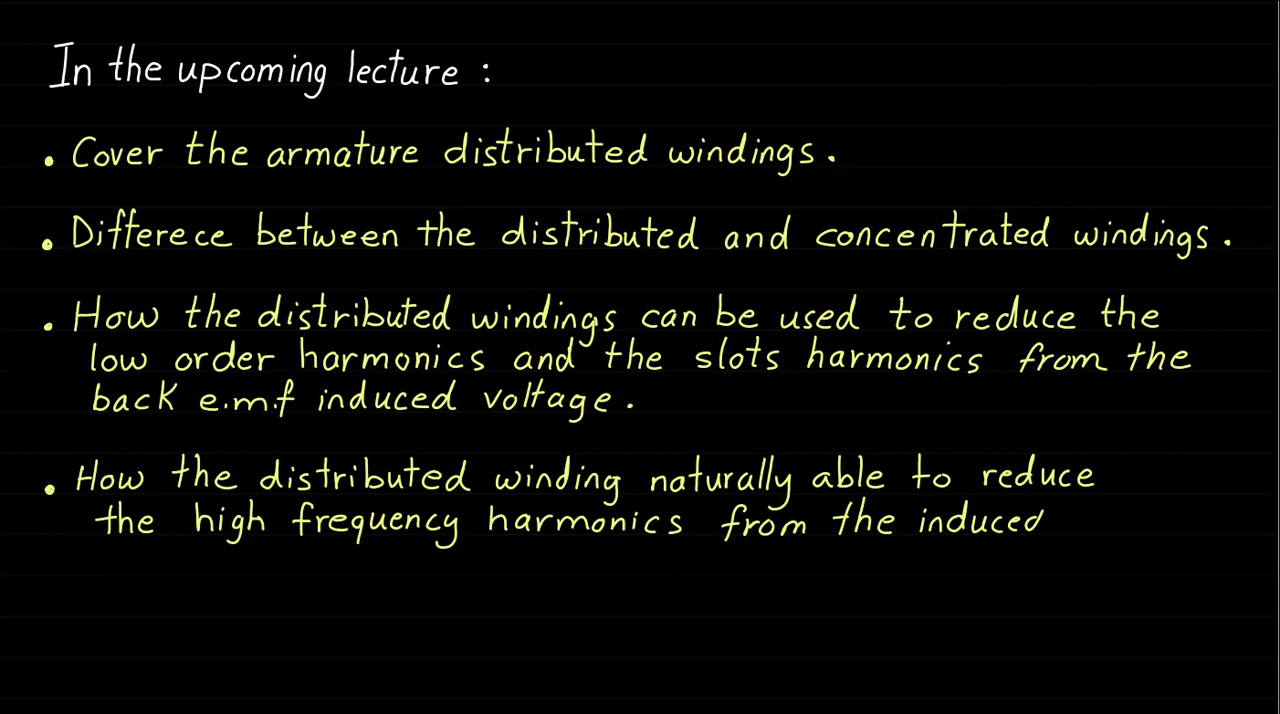 In the upcoming lecture :
• Cover the armature distributed windings.
• Differece between the distributed and concentrated windings.
• How the distributed windings can be used to reduce the
low order harmonics and the slots harmonics from the
back e.m.f induced voltage.
• How the distributed winding naturally able to reduce
the high frequency harmonics from the induced